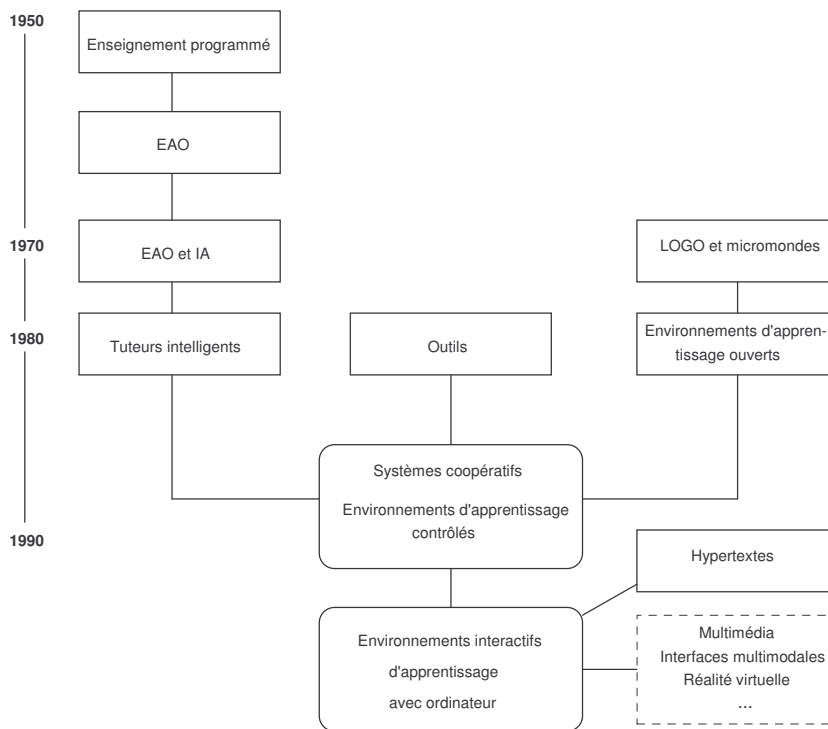 1950
Enseignement programmé
EAO
1970
EAO et IA
LOGO et micromondes
1980
Tuteurs intelligents
Outils
Environnements d'appren-
tissage ouverts
Systèmes coopératifs
Environnements d'apprentissage
contrôlés
1990
Hypertextes
Environnements interactifs
d'apprentissage
avec ordinateur
Multimédia
Interfaces multimodales
Réalité virtuelle
...